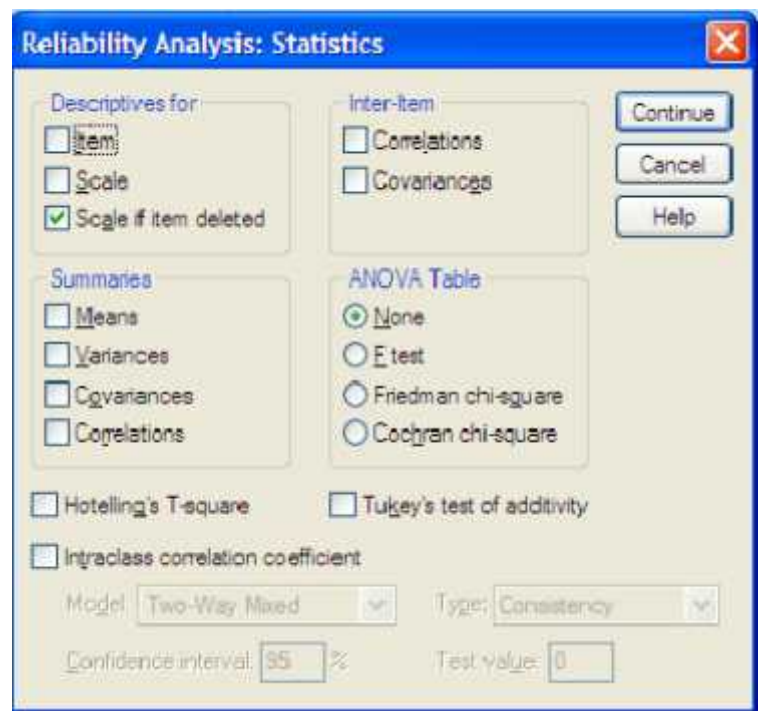 Reliability Analysis: Statistics
Descriptives for
Item
Scale
Scale if item deleted
Inter-Item
Correlations
Covariances
Continue
Cancel
Help
Summaries
Means
Variances
Covariances
Correlations
ANOVA Table
None
F test
Friedman chi-square
Cochran chi-square
Hotelling's T-square
Tukey's test of additivity
Intraclass correlation coefficient
Model: Two-Way Mixed
Type: Consistency
Confidence interval: 95 %
Test value: 0